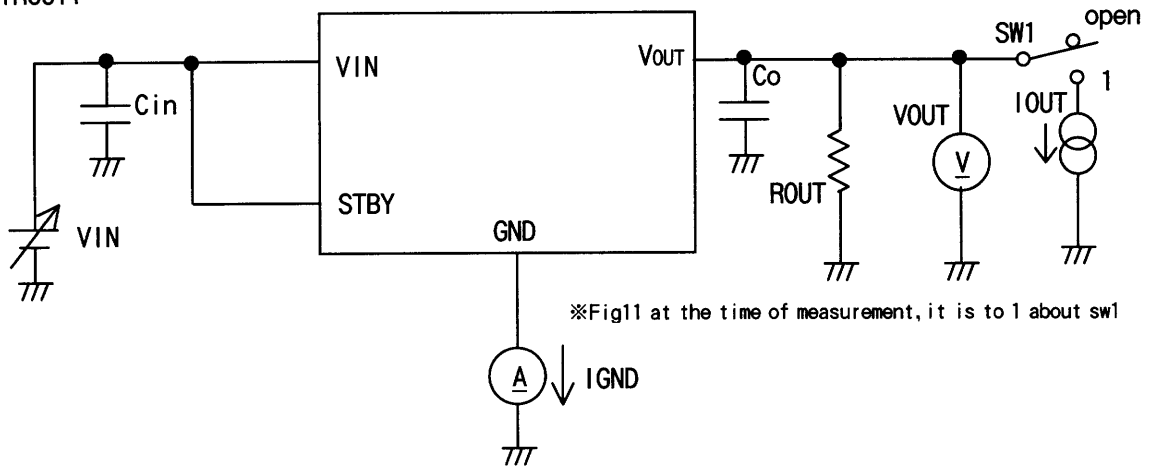 open
SW1
VIN
VOUT
Cin
Co
1
VOUT
IOUT
V
ROUT
STBY
VIN
GND
※Fig11 at the time of measurement, it is to 1 about sw1
A
IGND